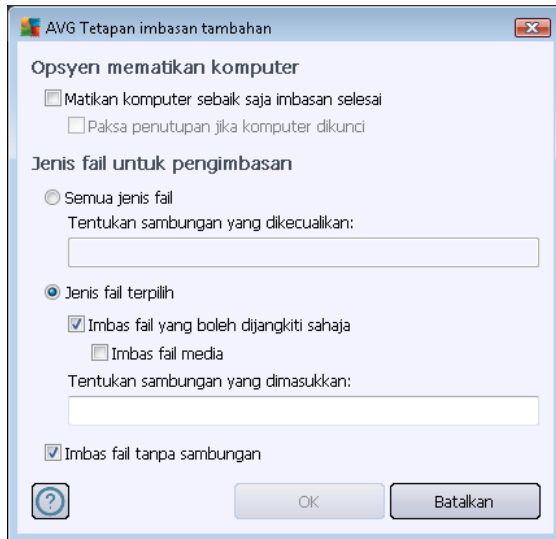 AVG Tetapan imbasan tambahan
Opsyen mematikan komputer
Matikan komputer sebaik saja imbasan selesai
Paksa penutupan jika komputer dikunci
Jenis fail untuk pengimbasan
Semua jenis fail
Tentukan sambungan yang dikecualikan:
Jenis fail terpilih
Imbas fail yang boleh dijangkiti sahaja
Imbas fail media
Tentukan sambungan yang dimasukkan:
Imbas fail tanpa sambungan
?
OK
Batalkan